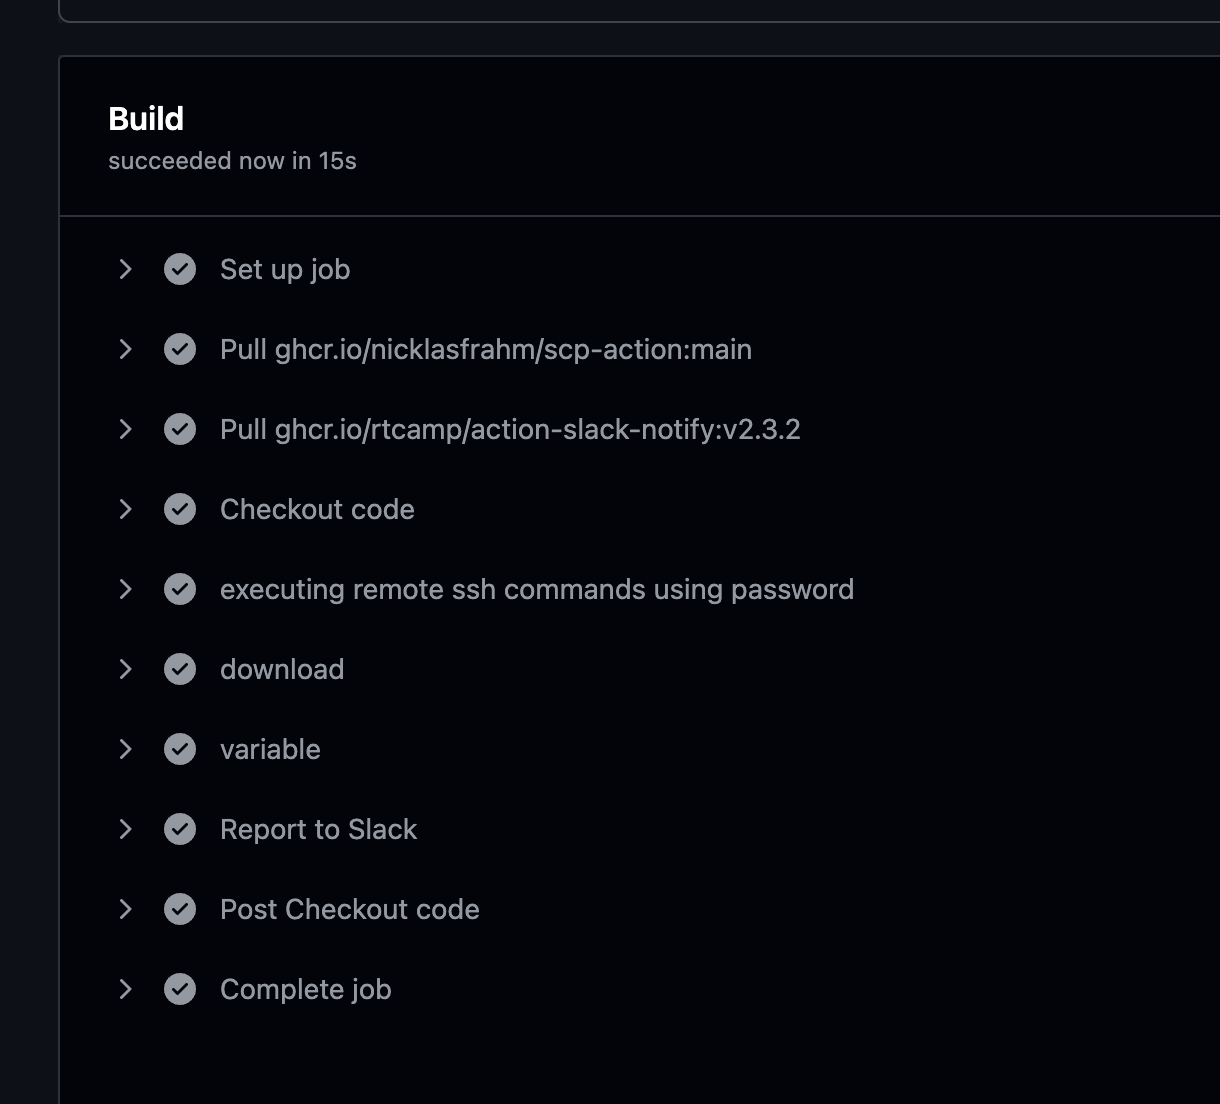 Build
succeeded now in 15s
Set up job
Pull ghcr.io/nicklasfrahm/scp-action:main
Pull ghcr.io/rtcamp/action-slack-notify:v2.3.2
Checkout code
executing remote ssh commands using password
download
variable
Report to Slack
Post Checkout code
Complete job